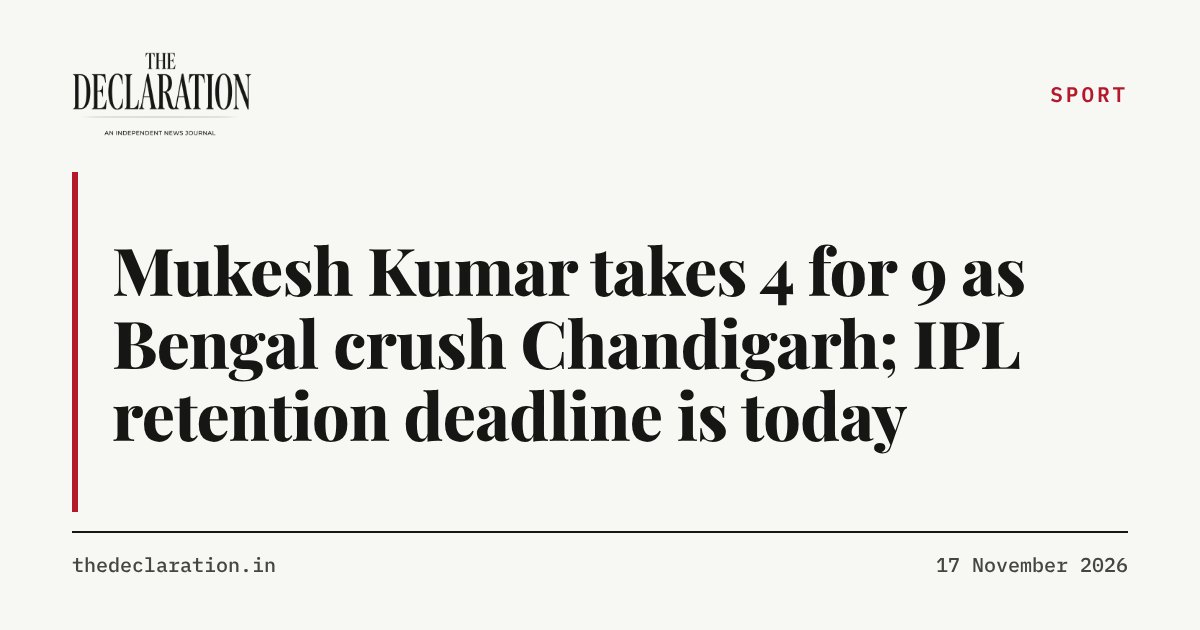 THE
DECLARATION
AN INDEPENDENT NEWS JOURNAL
SPORT
Mukesh Kumar takes 4 for 9 as
Bengal crush Chandigarh; IPL
retention deadline is today
thedeclaration.in
17 November 2026